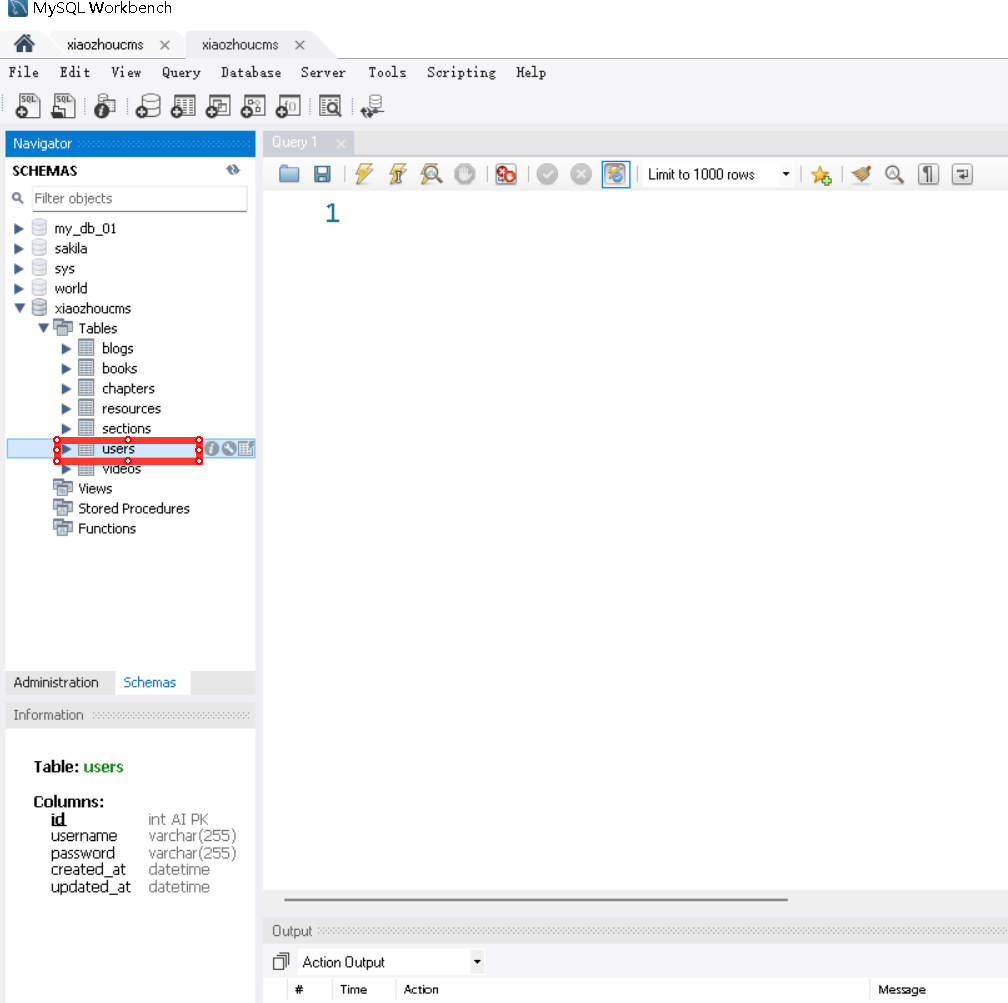 MySQL Workbench
xiaozhoucms
xiaozhoucms
File Edit View Query Database Server Tools Scripting Help
SQL SQL
Navigator
SCHEMAS
Filter objects
my_db_01
sakila
sys
world
xiaozhoucms
Tables
blogs
books
chapters
resources
sections
users
videos
Views
Stored Procedures
Functions
Administration Schemas
Information
Table: users
Columns:
id int AI PK
username varchar(255)
password varchar(255)
created_at datetime
updated_at datetime
Query 1
Limit to 1000 rows
1
Output
Action Output
# Time Action Message